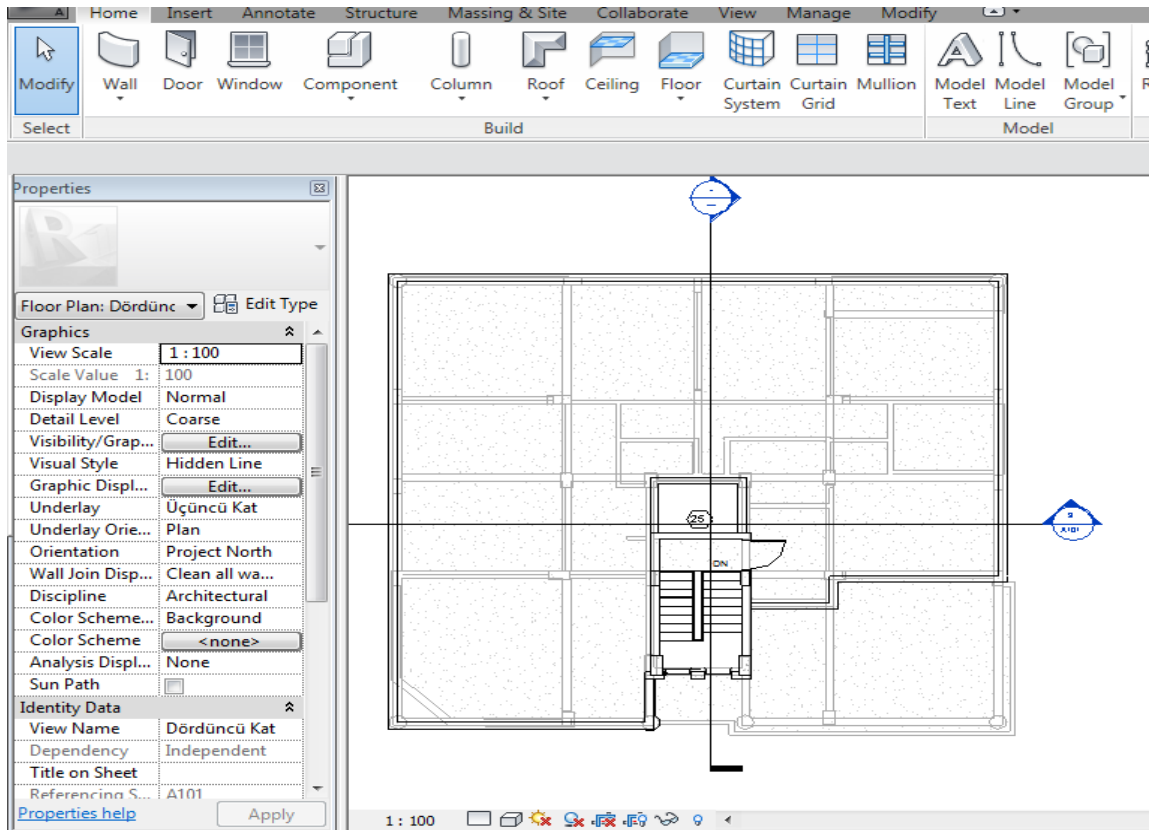 A Home Insert Annotate Structure Massing & Site Collaborate View Manage Modify
Modify Wall Door Window Component Column Roof Ceiling Floor Curtain System Curtain Grid Mullion Model Text Model Line Model Group R
Select Build Model
Properties
R1
Floor Plan: Dördünc Edit Type
Graphics
View Scale 1 : 100
Scale Value 1: 100
Display Model Normal
Detail Level Coarse
Visibility/Grap... Edit...
Visual Style Hidden Line
Graphic Displ... Edit...
Underlay Üçüncü Kat
Underlay Orie... Plan
Orientation Project North
Wall Join Disp... Clean all wa...
Discipline Architectural
Color Scheme... Background
Color Scheme <none>
Analysis Displ... None
Sun Path
Identity Data
View Name Dördüncü Kat
Dependency Independent
Title on Sheet
Referencing S... A101
Properties help Apply
25
DN
A101
1 : 100